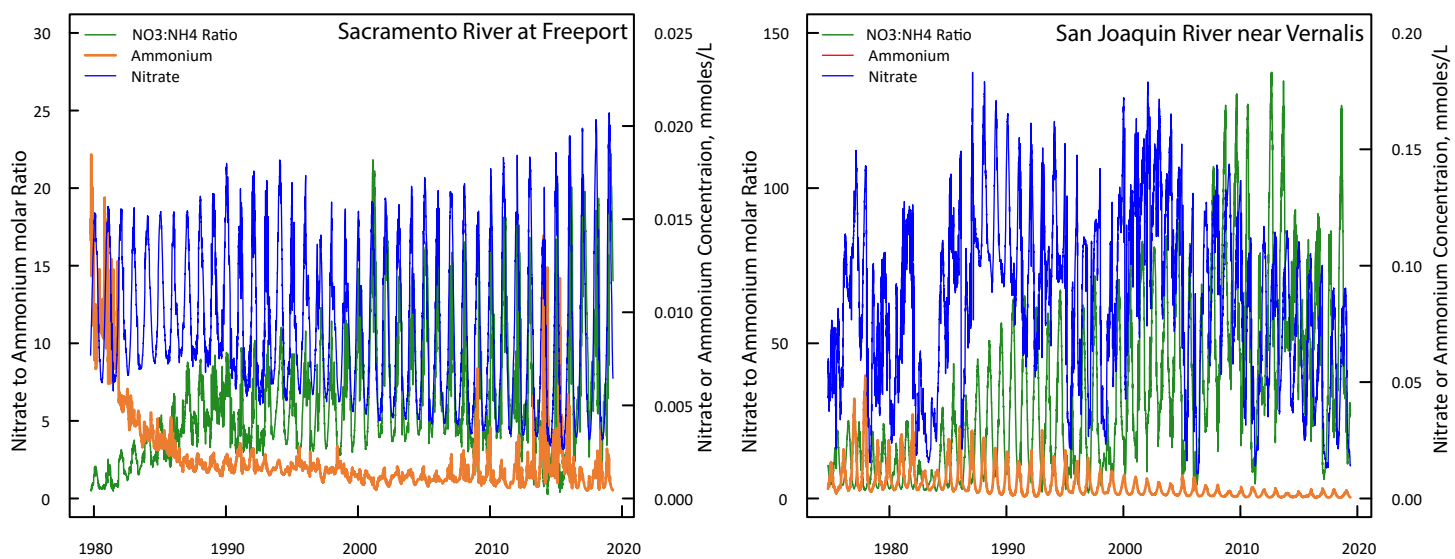 Sacramento River at Freeport
NO3:NH4 Ratio
Ammonium
Nitrate
Nitrate to Ammonium molar Ratio
30
25
20
15
10
5
0
0.025
0.020
0.015
0.010
0.005
0.000
Nitrate or Ammonium Concentraion, mmoles/L
1980
1990
2000
2010
2020
San Joaquin River near Vernalis
NO3:NH4 Ratio
Ammonium
Nitrate
Nitrate to Ammonium molar Ratio
150
100
50
0
0.20
0.15
0.10
0.05
0.00
Nitrate or Ammonium Concentraion, mmoles/L
1980
1990
2000
2010
2020